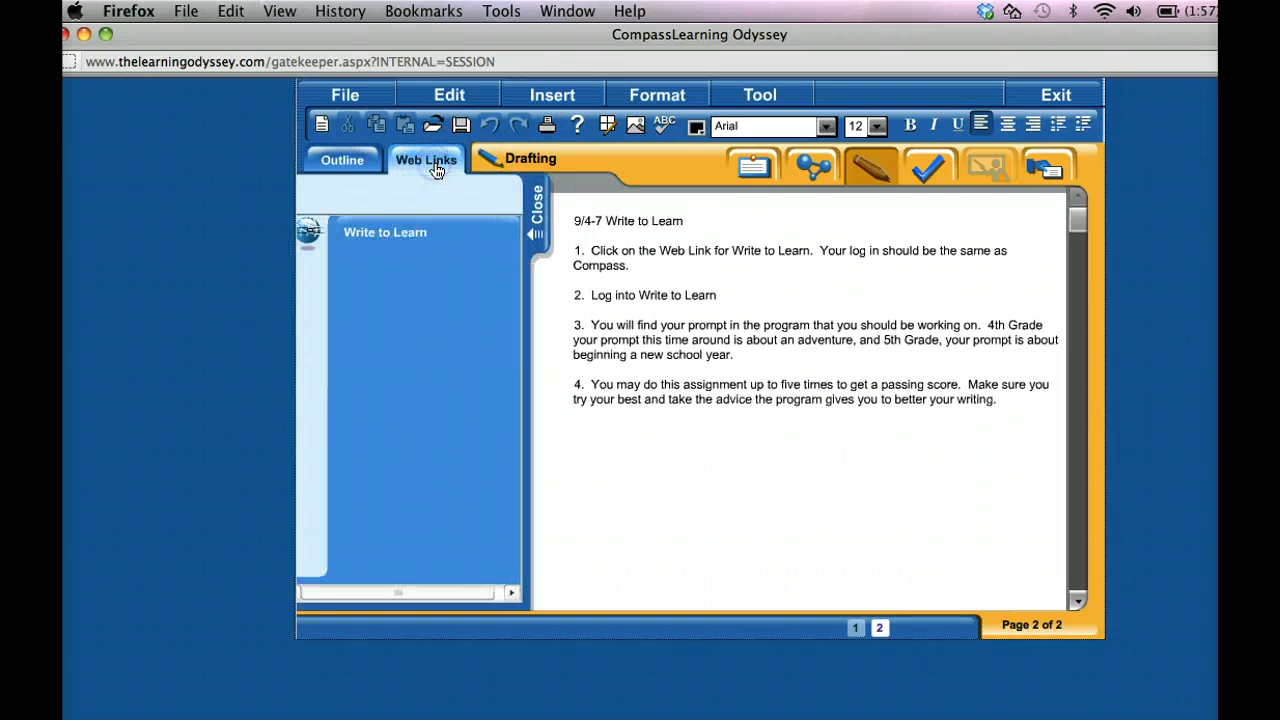 Firefox File Edit View History Bookmarks Tools Window Help (1:57
CompassLearning Odyssey
www.thelearningodyssey.com/gatekeeper.aspx?INTERNAL=SESSION
File Edit Insert Format Tool Exit
ABC Arial 12 B I U
Outline Web Links Drafting
Close
Write to Learn
9/4-7 Write to Learn
1. Click on the Web Link for Write to Learn. Your log in should be the same as
Compass.
2. Log into Write to Learn
3. You will find your prompt in the program that you should be working on. 4th Grade
your prompt this time around is about an adventure, and 5th Grade, your prompt is about
beginning a new school year.
4. You may do this assignment up to five times to get a passing score. Make sure you
try your best and take the advice the program gives you to better your writing.
1 2 Page 2 of 2